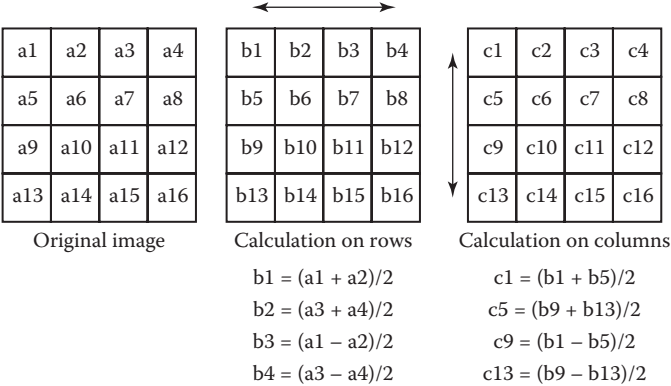 a1 a2 a3 a4
a5 a6 a7 a8
a9 a10 a11 a12
a13 a14 a15 a16
Original image
b1 b2 b3 b4
b5 b6 b7 b8
b9 b10 b11 b12
b13 b14 b15 b16
Calculation on rows
b1 = (a1 + a2)/2
b2 = (a3 + a4)/2
b3 = (a1 – a2)/2
b4 = (a3 – a4)/2
c1 c2 c3 c4
c5 c6 c7 c8
c9 c10 c11 c12
c13 c14 c15 c16
Calculation on columns
c1 = (b1 + b5)/2
c5 = (b9 + b13)/2
c9 = (b1 – b5)/2
c13 = (b9 – b13)/2